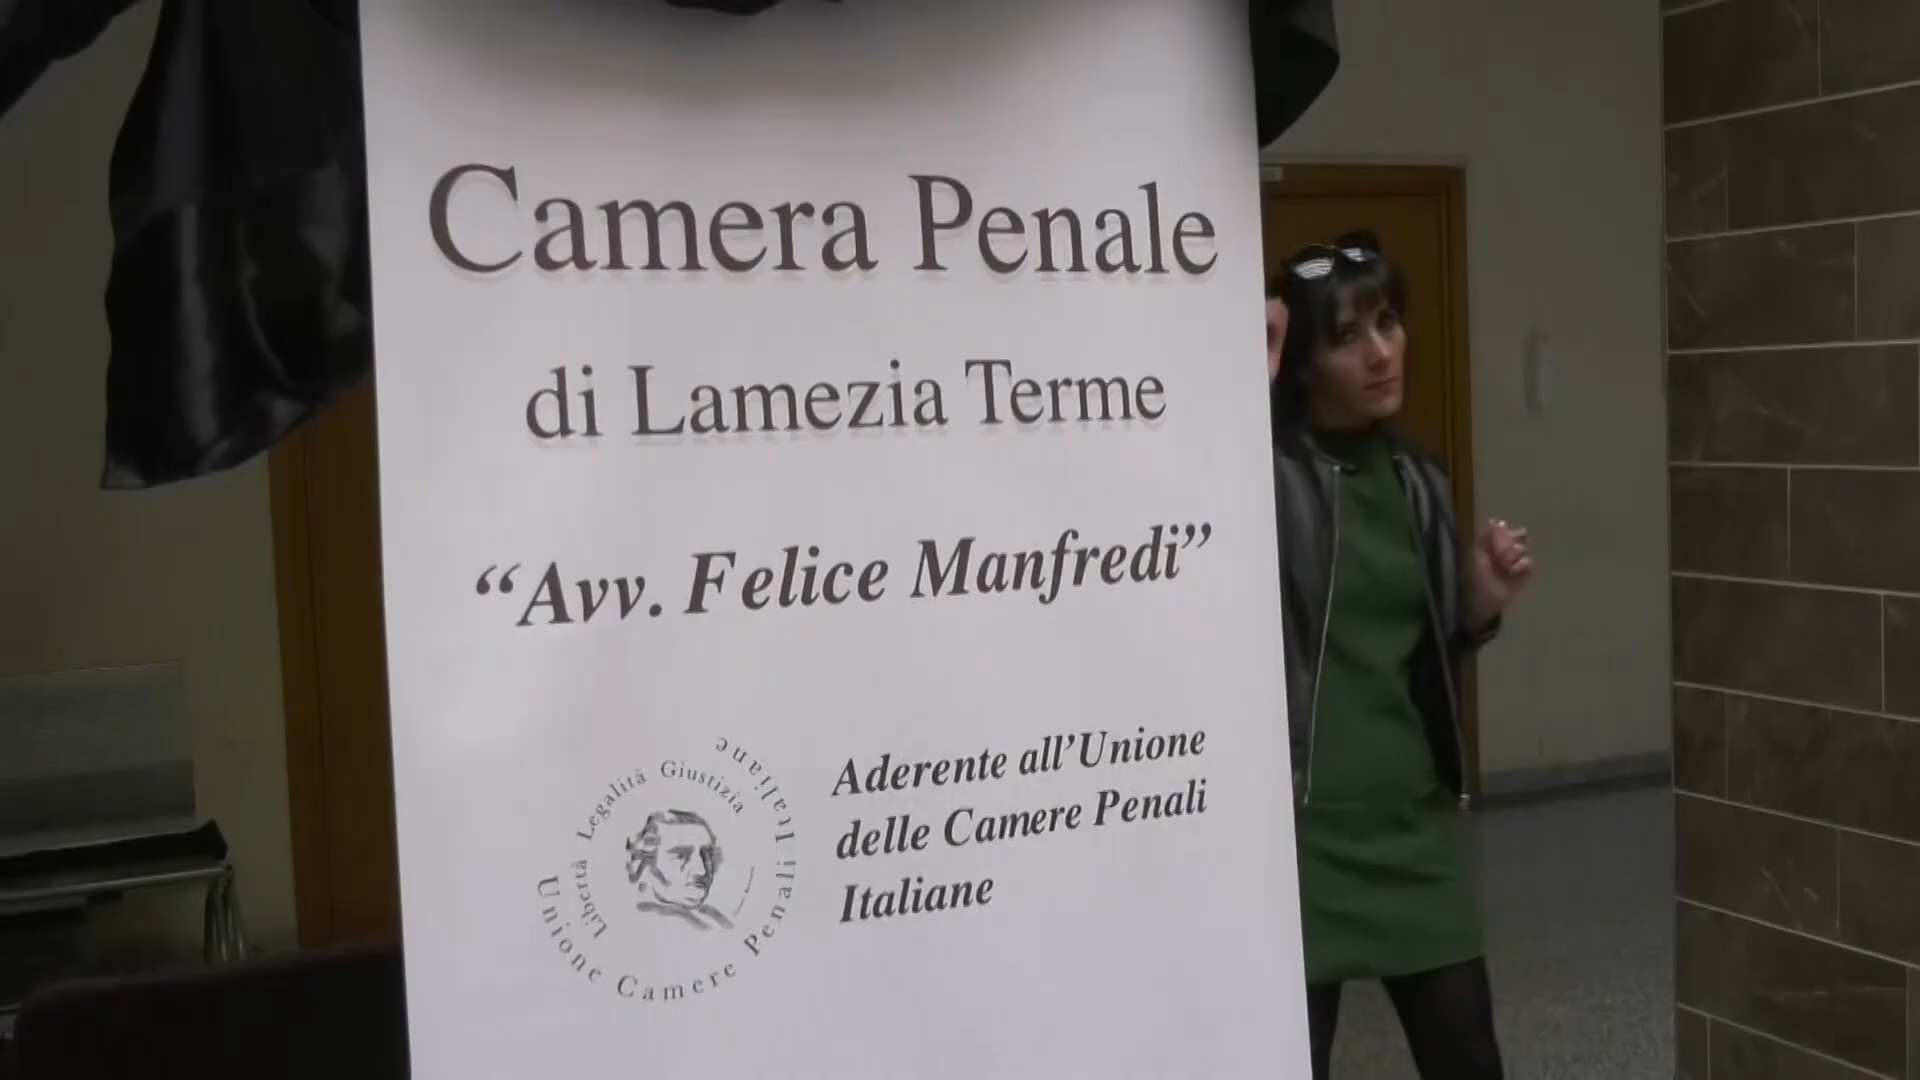 Camera Penale
di Lamezia Terme
“Avv. Felice Manfredi”
Aderente all’Unione
delle Camere Penali
Italiane
Libertà Legalità Giustizia
Unione Camere Penali Italiane